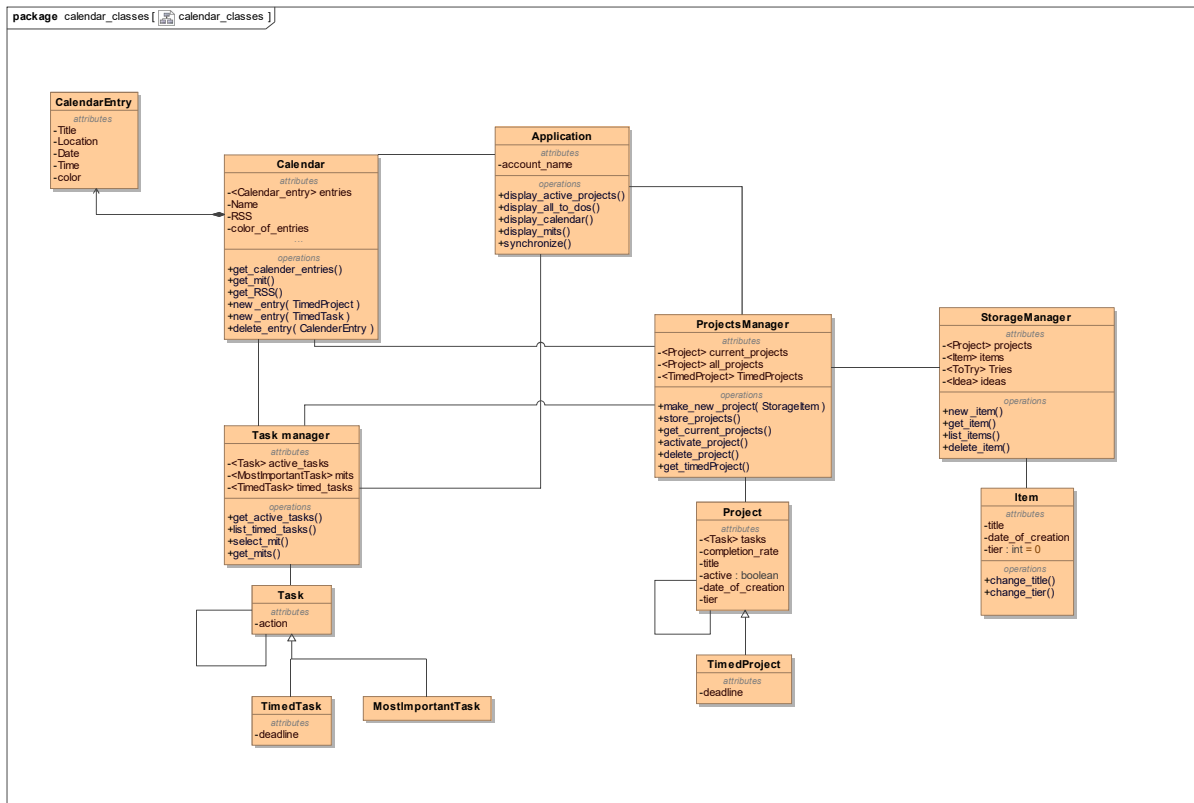 package calendar_classes [ calendar_classes ]
CalendarEntry
attributes
-Title
-Location
-Date
-Time
-color
Calendar
attributes
-<Calendar_entry> entries
-Name
-RSS
-color_of_entries
...
operations
+get_calender_entries()
+get_mit()
+get_RSS()
+new_entry( TimedProject )
+new_entry( TimedTask )
+delete_entry( CalenderEntry )
Application
attributes
-account_name
operations
+display_active_projects()
+display_all_to_dos()
+display_calendar()
+display_mits()
+synchronize()
ProjectsManager
attributes
-<Project> current_projects
-<Project> all_projects
-<TimedProject> TimedProjects
operations
+make_new_project( StorageItem )
+store_projects()
+get_current_projects()
+activate_project()
+delete_project()
+get_timedProject()
StorageManager
attributes
-<Project> projects
-<Item> items
-<ToTry> Tries
-<Idea> ideas
operations
+new_item()
+get_item()
+list_items()
+delete_item()
Task manager
attributes
-<Task> active_tasks
-<MostImportantTask> mits
-<TimedTask> timed_tasks
operations
+get_active_tasks()
+list_timed_tasks()
+select_mit()
+get_mits()
Item
attributes
-title
-date_of_creation
-tier : int = 0
operations
+change_title()
+change_tier()
Project
attributes
-<Task> tasks
-completion_rate
-title
-active : boolean
-date_of_creation
-tier
Task
attributes
-action
TimedProject
attributes
-deadline
TimedTask
attributes
-deadline
MostImportantTask